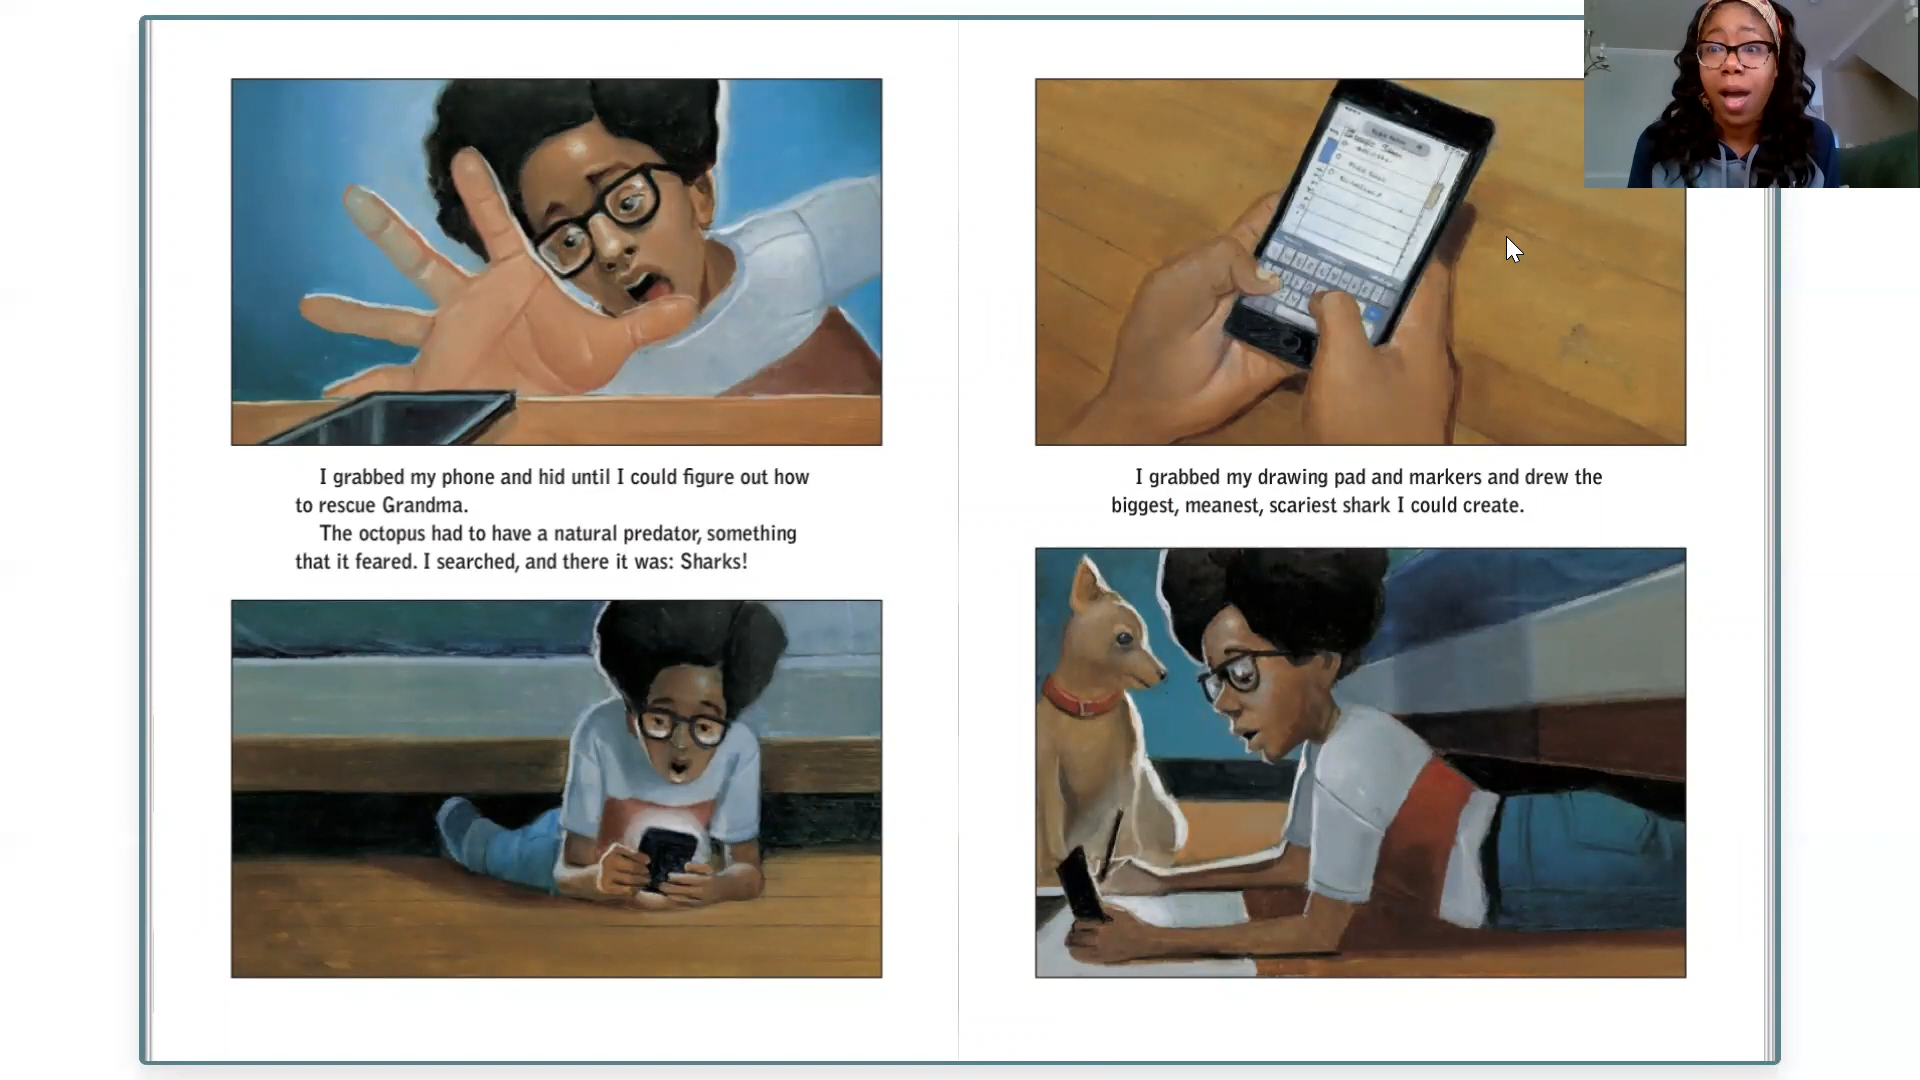 I grabbed my phone and hid until I could figure out how
to rescue Grandma.
The octopus had to have a natural predator, something
that it feared. I searched, and there it was: Sharks!
I grabbed my drawing pad and markers and drew the
biggest, meanest, scariest shark I could create.